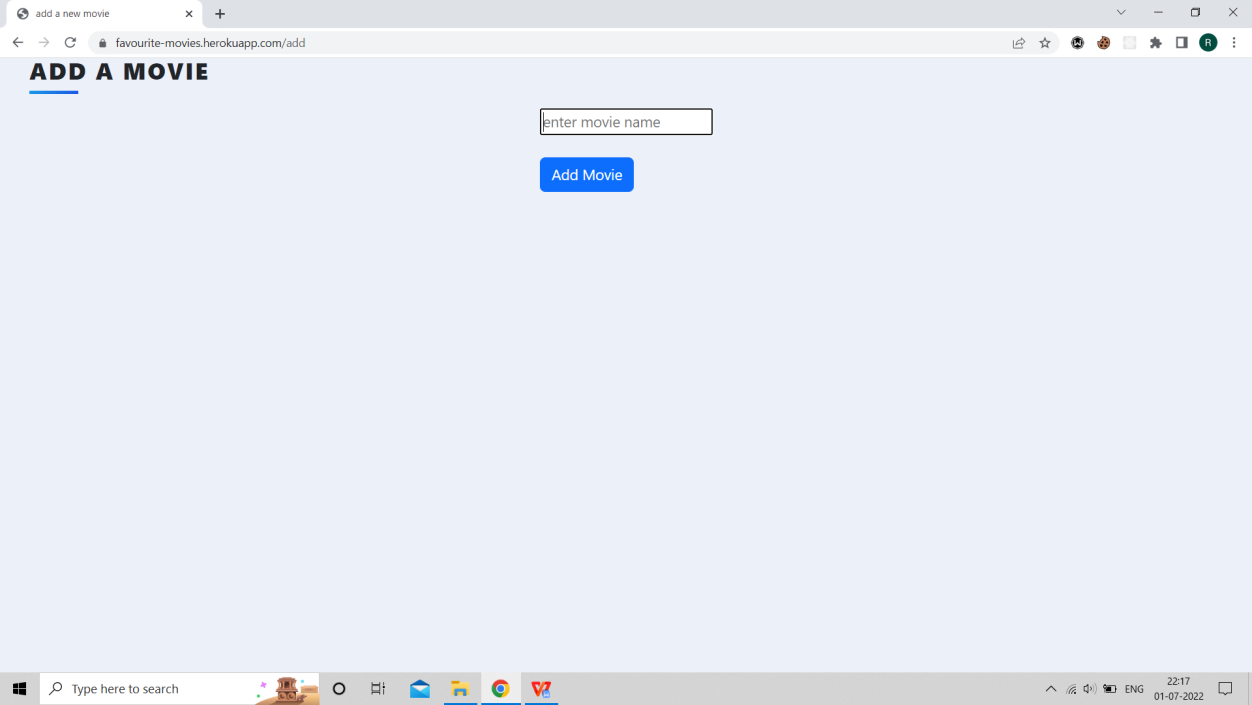 add a new movie
favourite-movies.herokuapp.com/add
R
ADD A MOVIE
enter movie name
Add Movie
Type here to search
ENG
22:17
01-07-2022